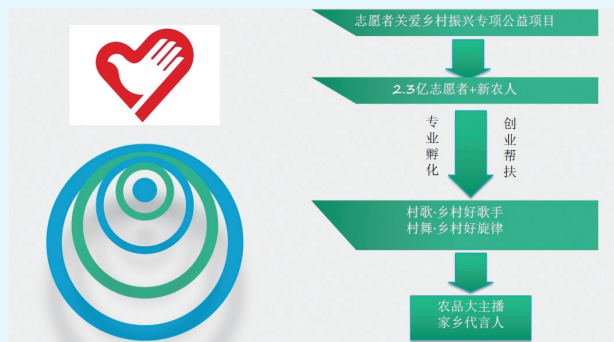 志愿者关爱乡村振兴专项公益项目
2.3亿志愿者+新农人
专业孵化
创业帮扶
村歌·乡村好歌手
村舞·乡村好旋律
农品大主播
家乡代言人